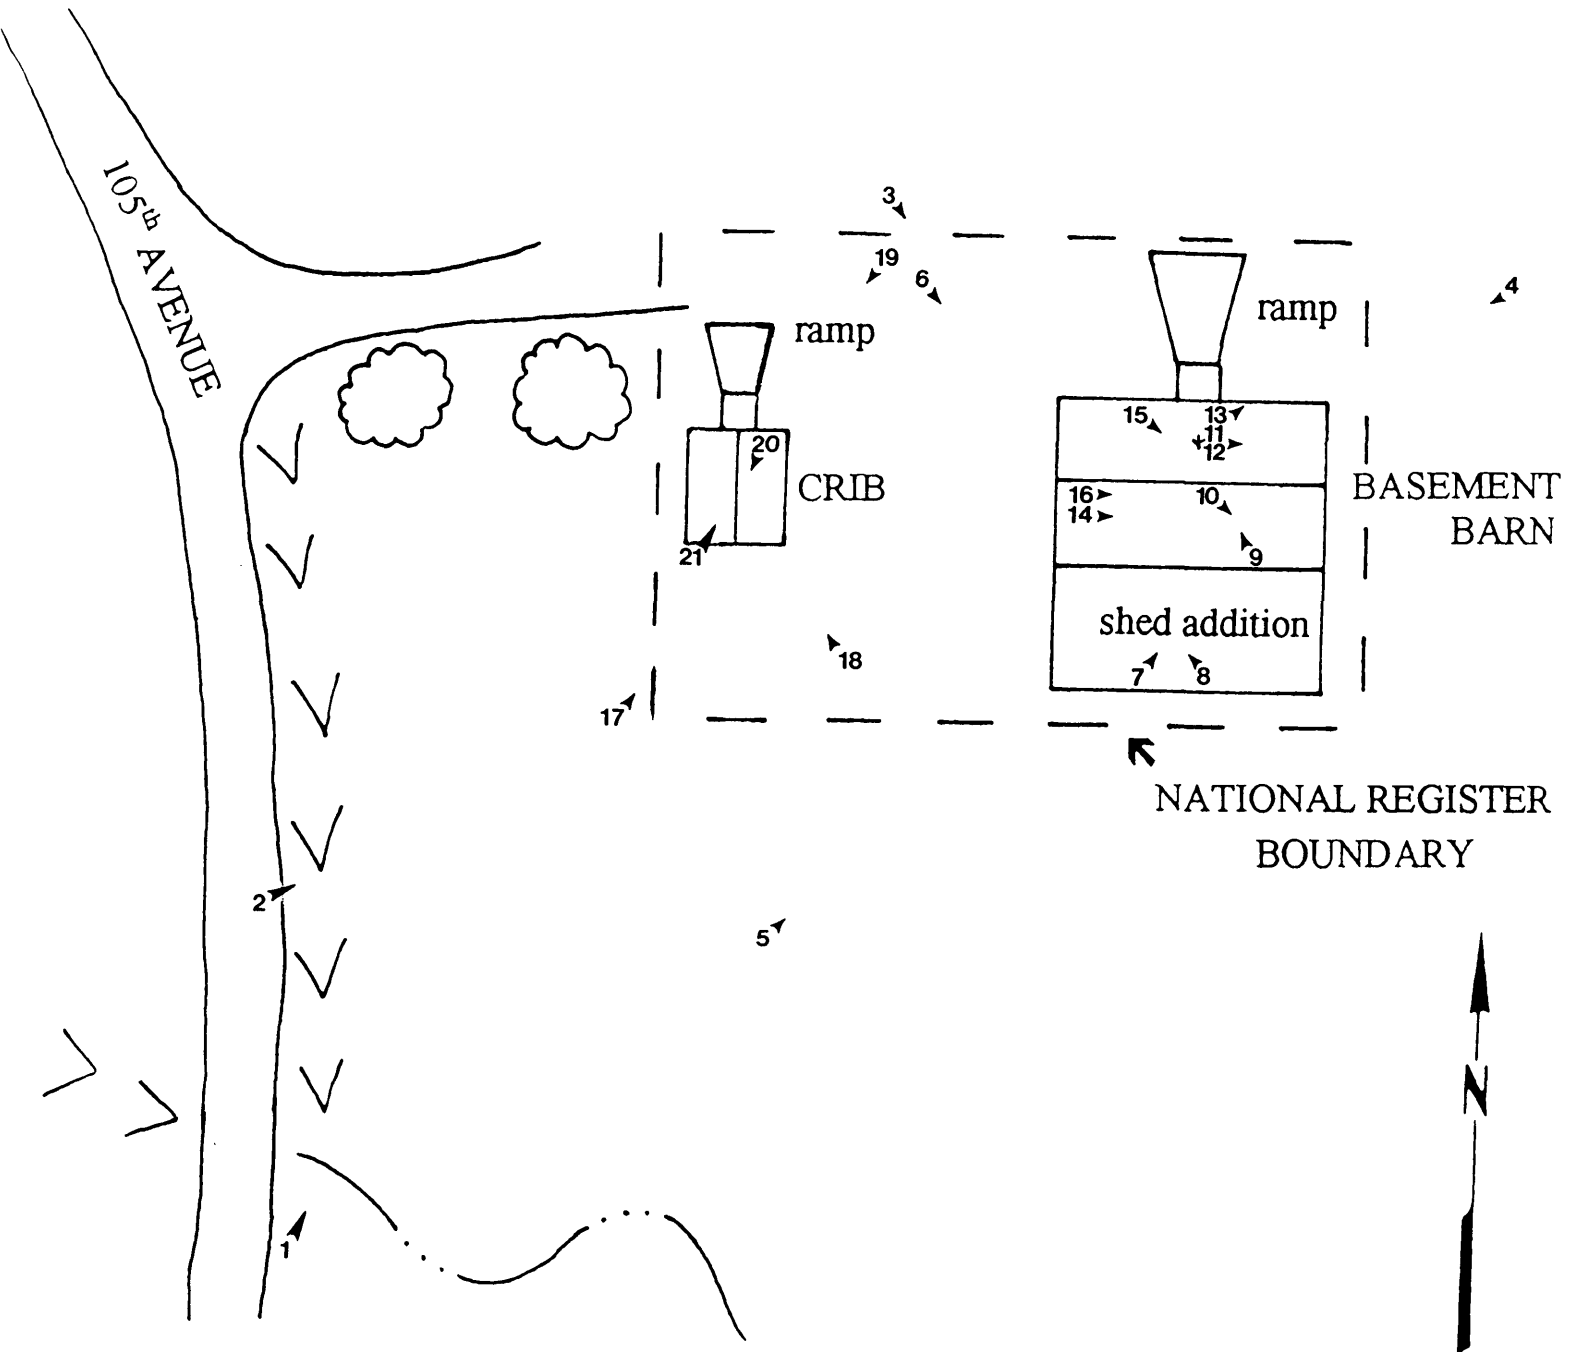 105th AVENUE
3
19
6
4
ramp
ramp
15
13
11
12
20
CRIB
16
14
10
BASEMENT
BARN
21
9
shed addition
18
7
8
17
NATIONAL REGISTER
BOUNDARY
2
5
N
1